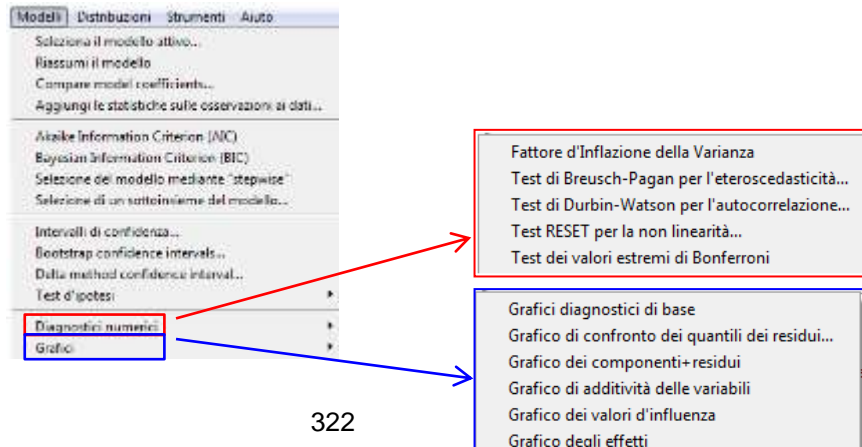 Modelli Distribuzioni Strumenti Aiuto
Seleziona il modello attivo...
Riassumi il modello
Compare model coefficients...
Aggiungi le statistiche sulle osservazioni ai dati...
Akaike Information Criterion (AIC)
Bayesian Information Criterion (BIC)
Selezione del modello mediante "stepwise"
Selezione di un sottoinsieme del modello...
Intervalli di confidenza...
Bootstrap confidence intervals...
Delta method confidence interval...
Test d'ipotesi
Diagnostici numerici
Grafici
Fattore d'Inflazione della Varianza
Test di Breusch-Pagan per l'eteroscedasticità...
Test di Durbin-Watson per l'autocorrelazione...
Test RESET per la non linearità...
Test dei valori estremi di Bonferroni
Grafici diagnostici di base
Grafico di confronto dei quantili dei residui...
Grafico dei componenti+residui
Grafico di additività delle variabili
Grafico dei valori d'influenza
Grafico degli effetti
322